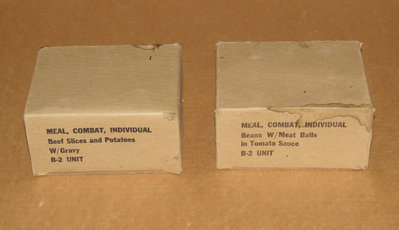 MEAL, COMBAT, INDIVIDUAL
Beef Slices and Potatoes
W/Gravy
B-2 UNIT
MEAL, COMBAT, INDIVIDUAL
Beans W/Meat Balls
in Tomato Sauce
B-2 UNIT